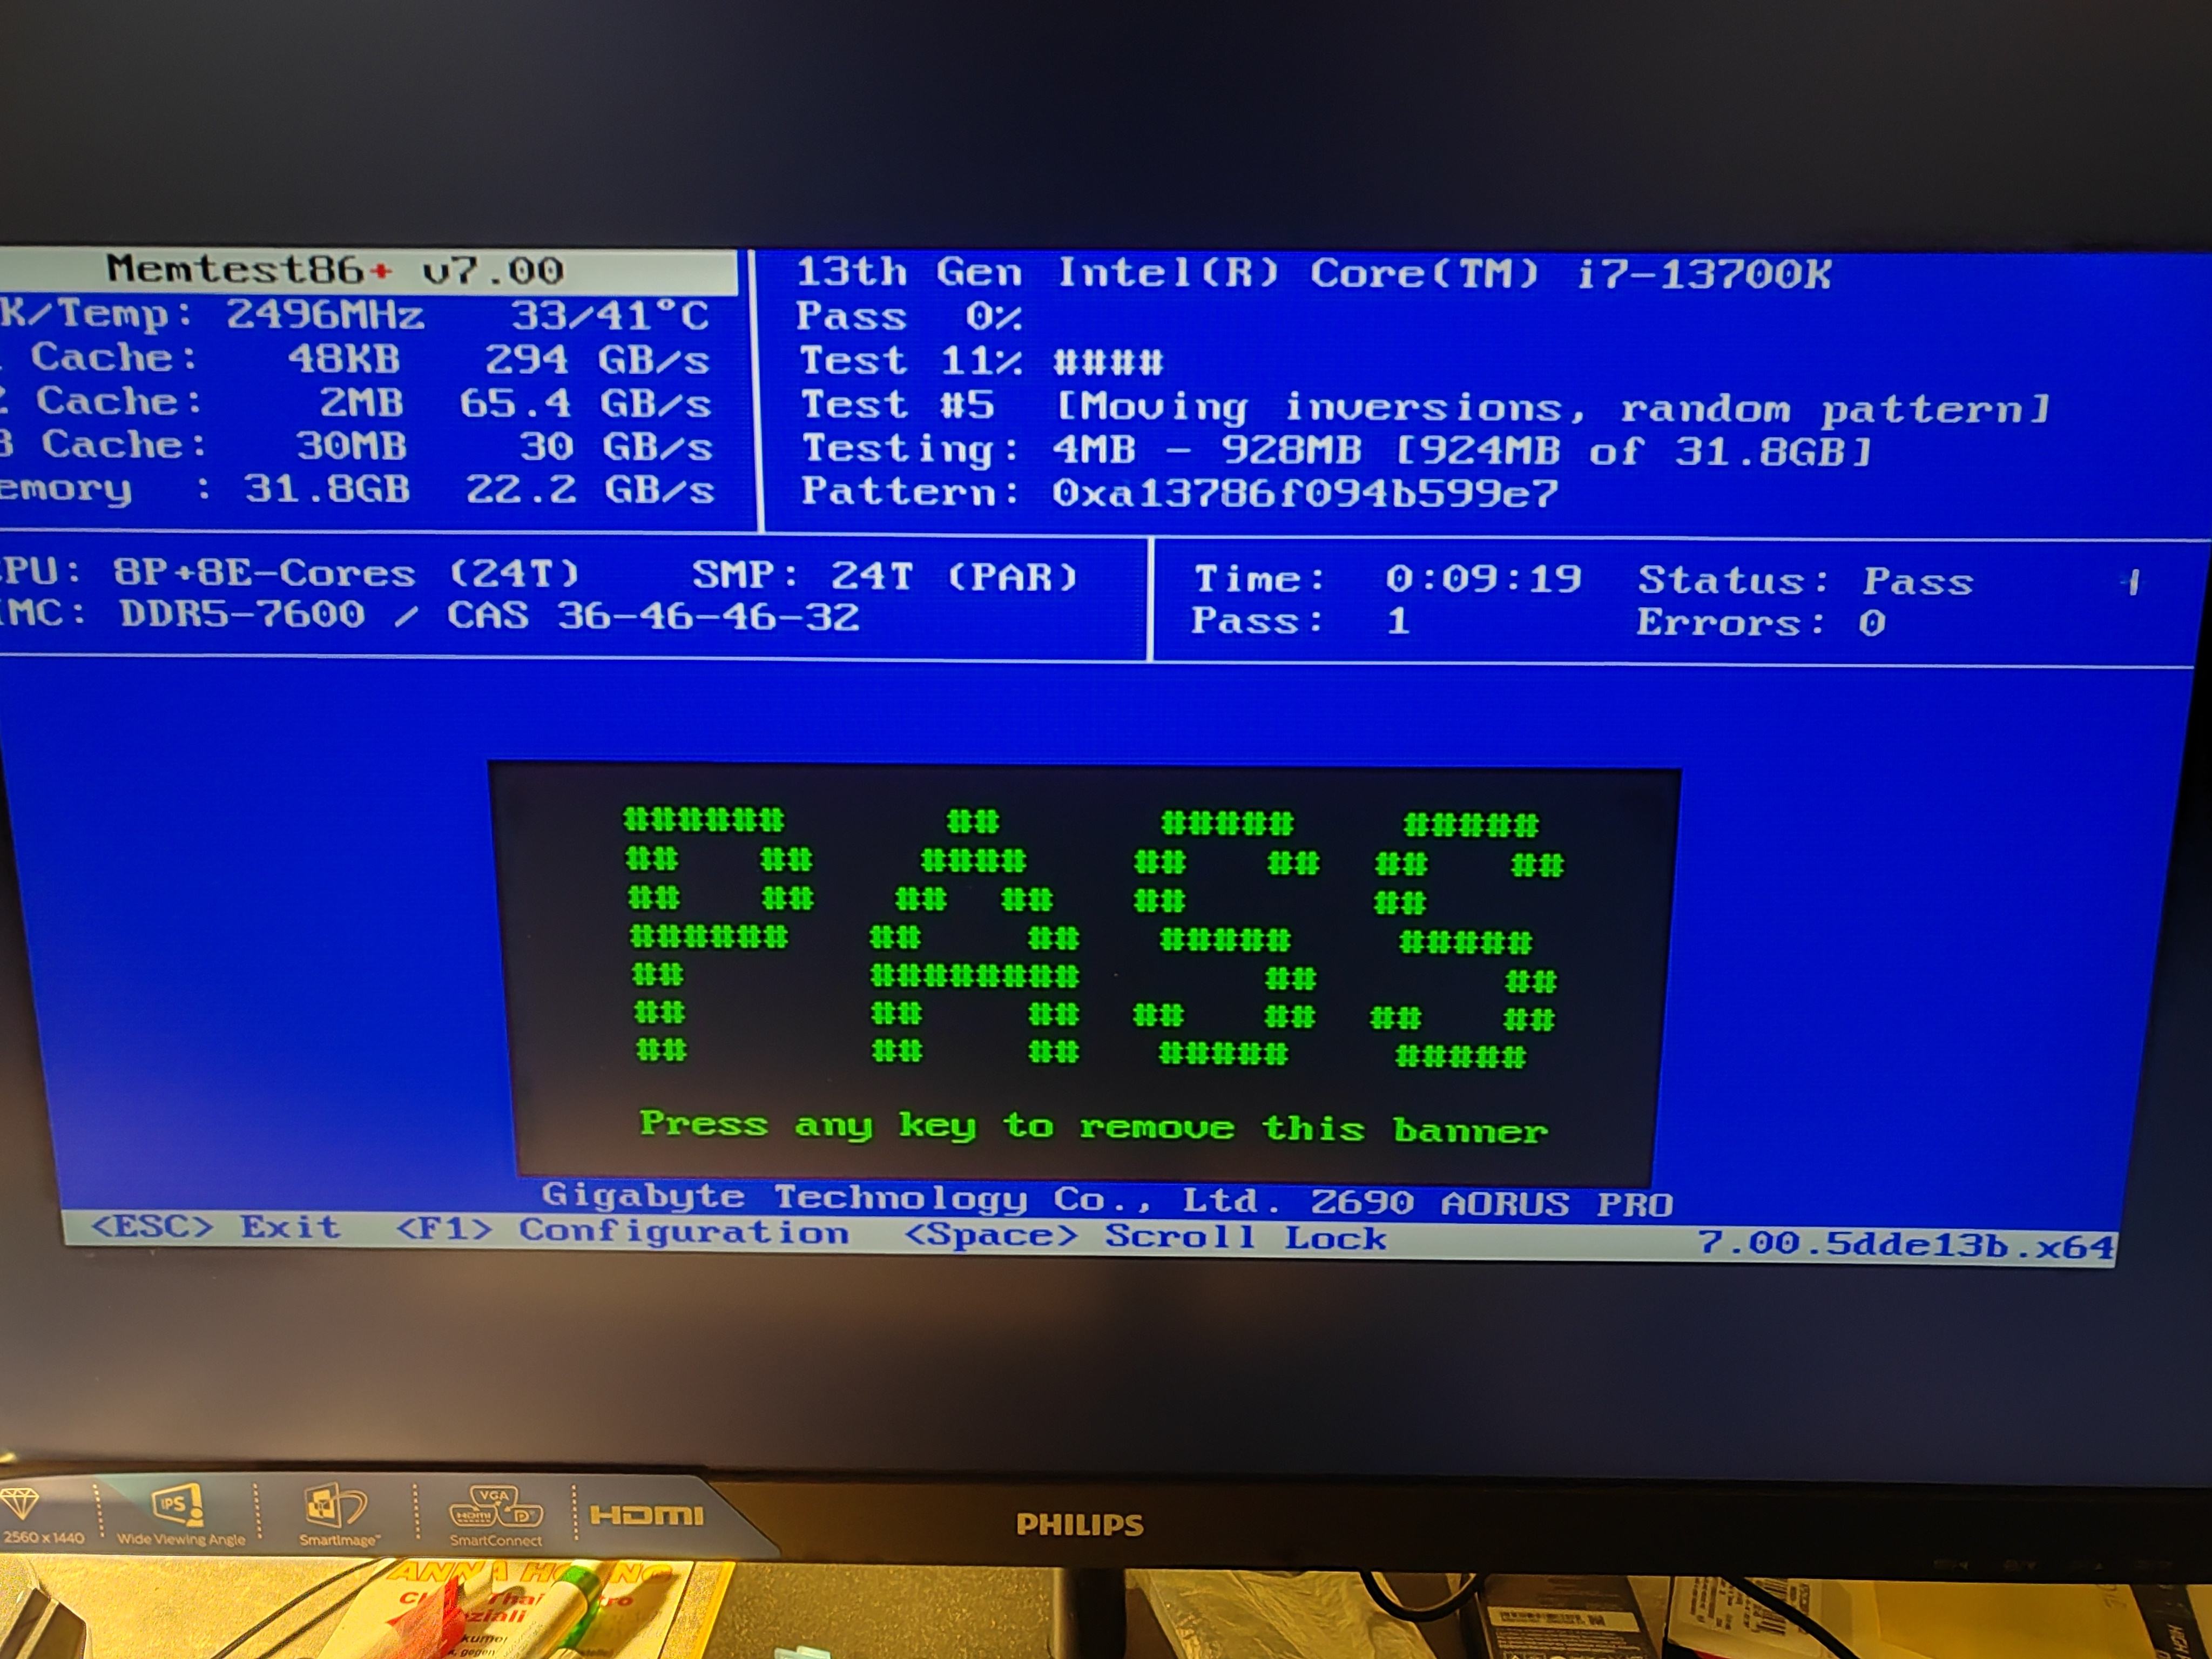 Memtest86+ v7.00
K/Temp: 2496MHz 33/41°C
Cache: 48KB 294 GB/s
Cache: 2MB 65.4 GB/s
Cache: 30MB 30 GB/s
emory : 31.8GB 22.2 GB/s
13th Gen Intel(R) Core(TM) i7-13700K
Pass 0%
Test 11% ####
Test #5 [Moving inversions, random pattern]
Testing: 4MB - 928MB [924MB of 31.8GB]
Pattern: 0xa13786f094b599e7
PU: 8P+8E-Cores (24T) SMP: 24T (PAR)
MC: DDR5-7600 / CAS 36-46-46-32
Time: 0:09:19 Status: Pass
Pass: 1 Errors: 0
PASS
Press any key to remove this banner
Gigabyte Technology Co., Ltd. Z690 AORUS PRO
<ESC> Exit <F1> Configuration <Space> Scroll Lock 7.00.5dde13b.x64
2560 x 1440
IPS
Wide Viewing Angle
SmartImage
VGA
HDMI
SmartConnect
HDMI
PHILIPS
ANNA